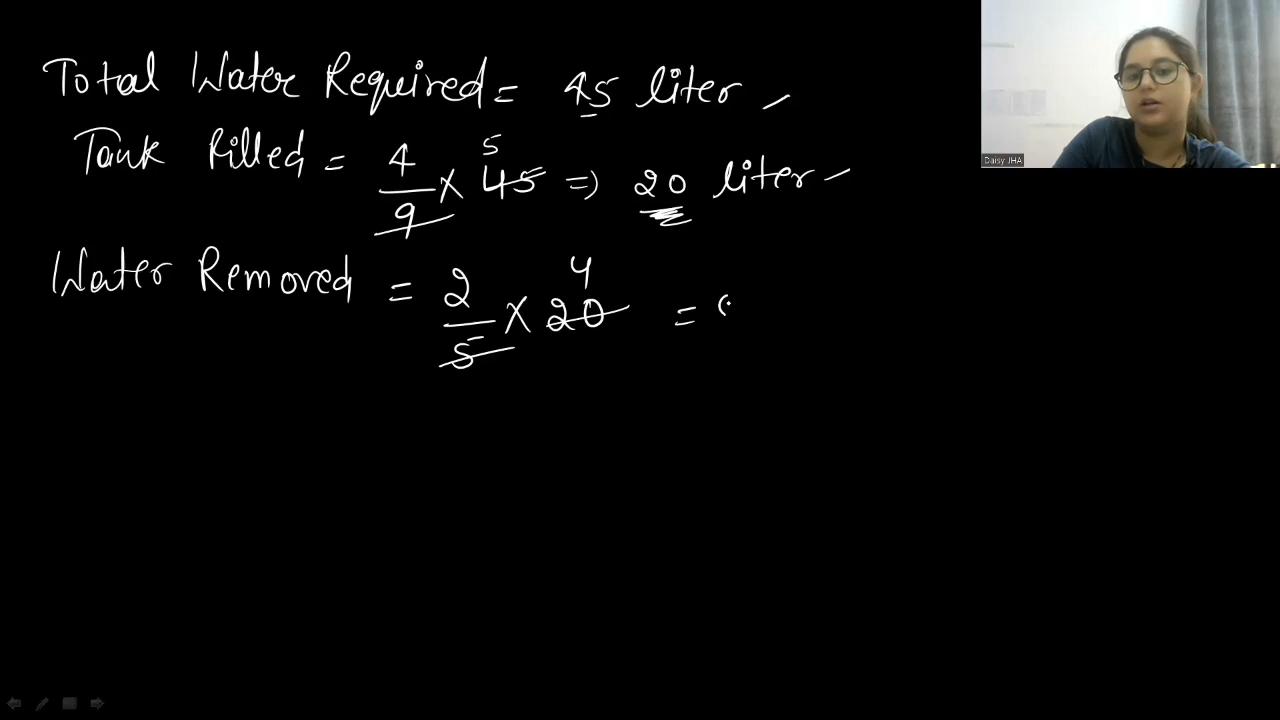 Total Water Required = 45 liter
Tank Filled = 4/9 × 45 5 => 20 liter
Water Removed = 2/5 × 20 4 =
Daisy JHA